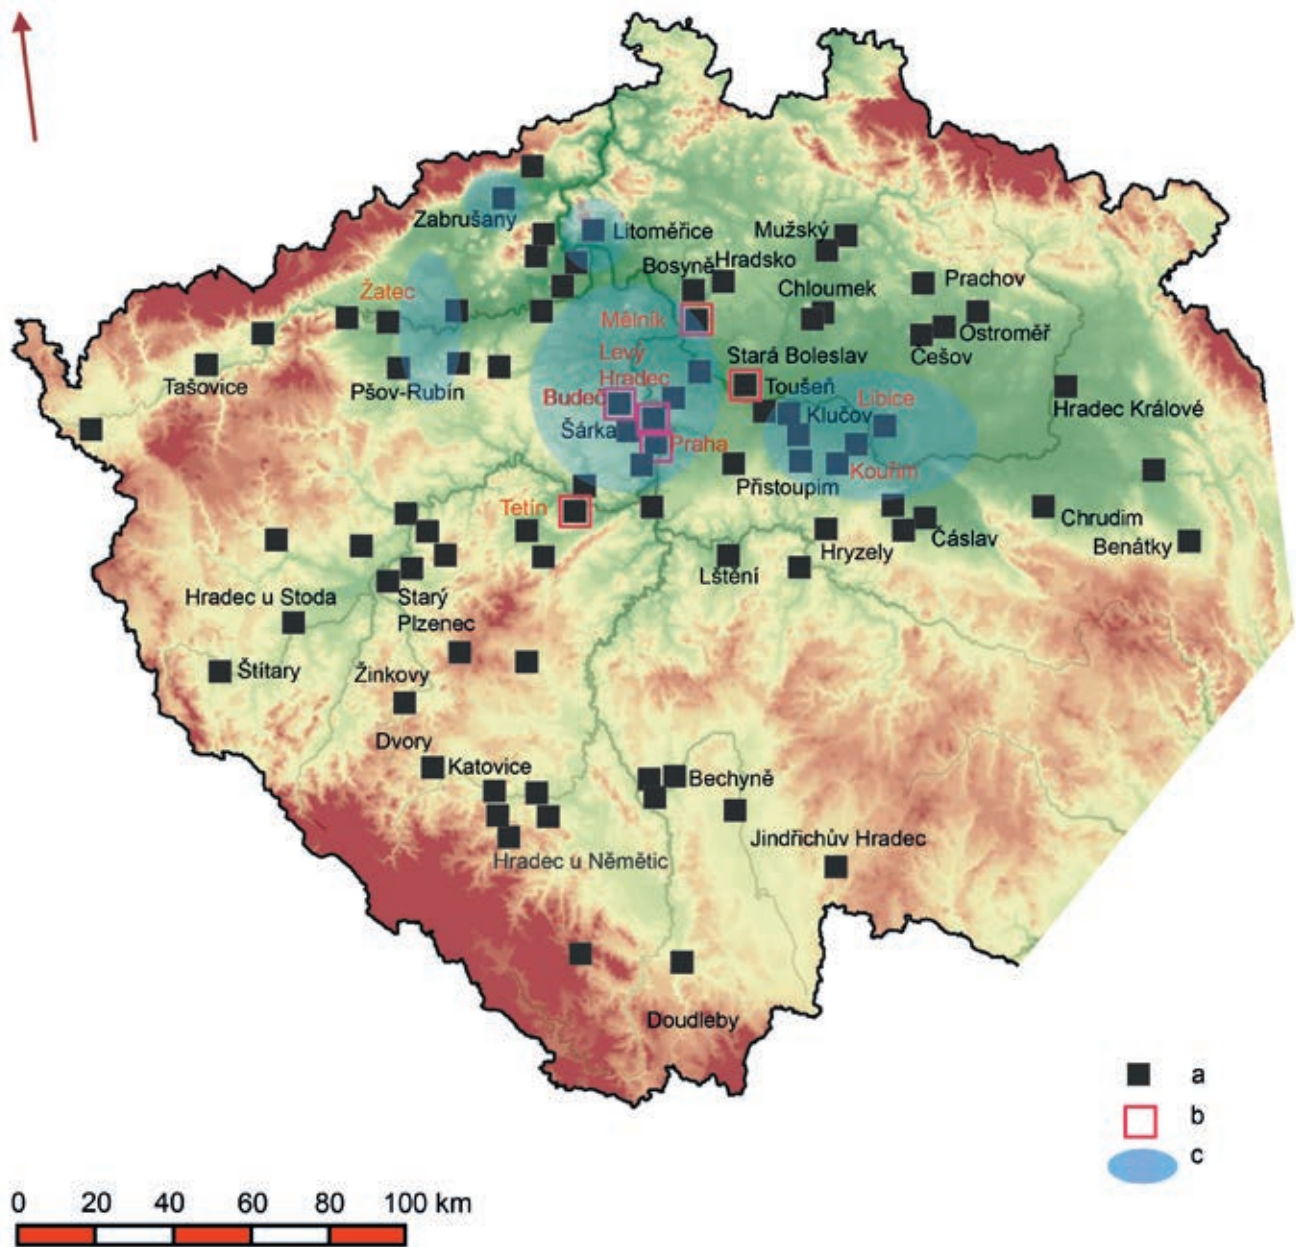 Zabrušany
Litoměřice
Mužský
Bosyně
Hradsko
Prachov
Chloumek
Žatec
Mělník
Ostroměř
Levý
Hradec
Stará Boleslav
Češov
Tašovice
Pšov-Rubín
Budeč
Toušeň
Libice
Hradec Králové
Klučov
Šárka
Praha
Kouřim
Přistoupim
Tetín
Chrudim
Čáslav
Benátky
Hryzely
Lštění
Hradec u Stoda
Starý
Plzenec
Štítary
Žinkovy
Dvory
Katovice
Bechyně
Jindřichův Hradec
Hradec u Němětic
Doudleby
a
b
c
0 20 40 60 80 100 km